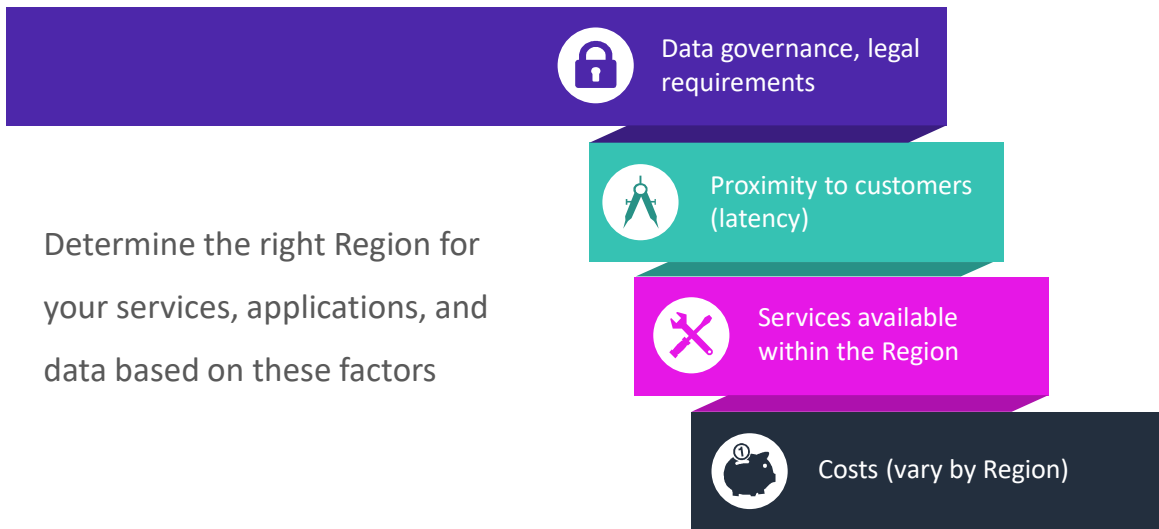 Data governance, legal
requirements
Proximity to customers
(latency)
Determine the right Region for
your services, applications, and
data based on these factors
Services available
within the Region
1
Costs (vary by Region)